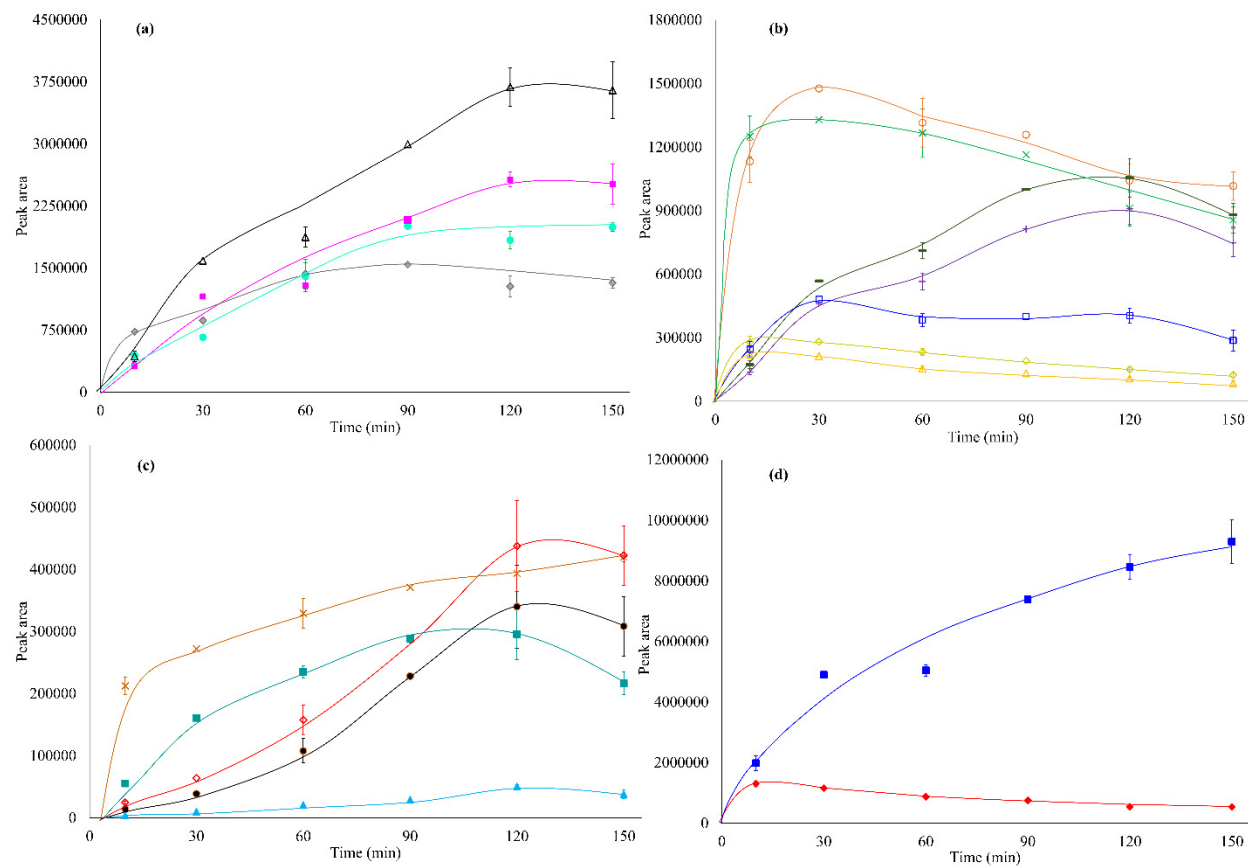 (a)
4500000
3750000
3000000
2250000
1500000
750000
0
Peak area
0 30 60 90 120 150
Time (min)
(b)
1800000
1500000
1200000
900000
600000
300000
0
Peak area
0 30 60 90 120 150
Time (min)
(c)
600000
500000
400000
300000
200000
100000
0
Peak area
0 30 60 90 120 150
Time (min)
(d)
12000000
10000000
8000000
6000000
4000000
2000000
0
Peak area
0 30 60 90 120 150
Time (min)